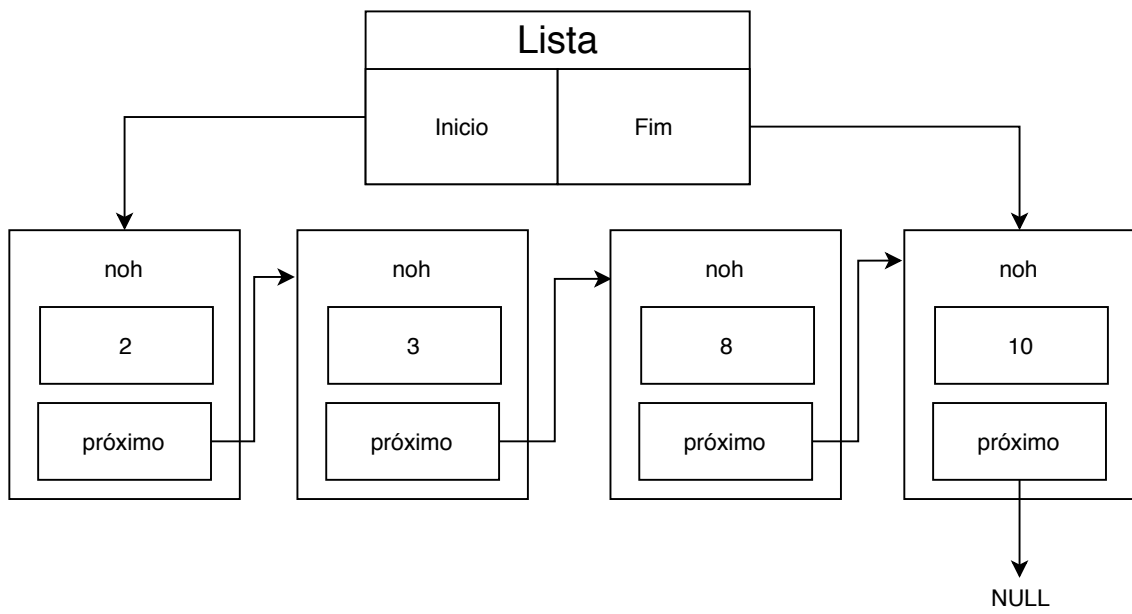 Lista
Inicio
Fim
noh
noh
noh
noh
2
3
8
10
próximo
próximo
próximo
próximo
NULL